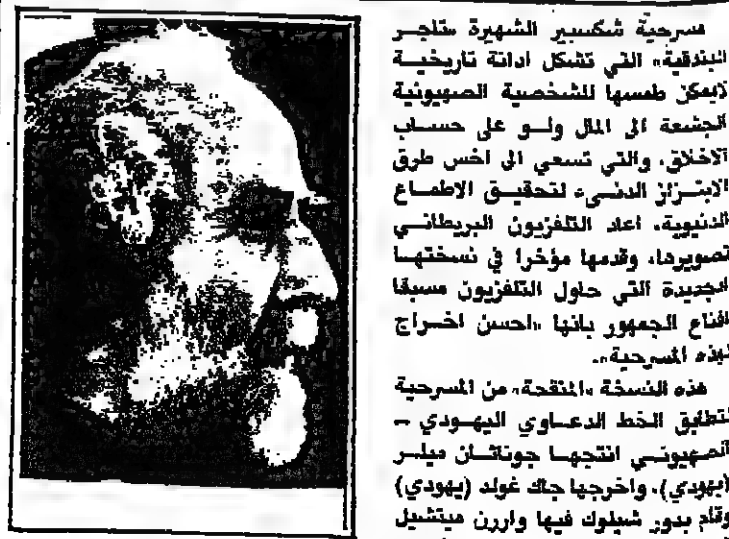 مسرحية شكسبير الشهيرة «تاجر
البندقية» التي تشكل ادانة تاريخية
لايمكن طمسها للشخصية الصهيونية
الجشعة الى المال ولو على حساب
الاخلاق، والتي تسعى الى اخس طرق
الابتزاز الدنيء لتحقيق الاطماع
الدنيوية، اعاد التلفزيون البريطاني
تصويرها، وقدمها مؤخرا في نسختها
الجديدة التي حاول التلفزيون مسبقا
اقناع الجمهور بانها «احسن اخراج
لهذه المسرحية».
هذه النسخة «المنقحة» من المسرحية
لتطابق الخط الدعاوي اليهودي –
الصهيوني انتجها جوناثان ميلر
(يهودي)، واخرجها جاك غولد (يهودي)
وقام بدور شيلوك فيها واررن ميتشيل